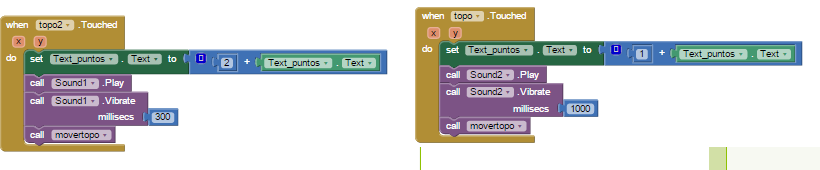 when topo2 .Touched
x y
do set Text_puntos . Text to 2 + Text_puntos . Text
call Sound1 .Play
call Sound1 .Vibrate
millisecs 300
call movertopo
when topo .Touched
x y
do set Text_puntos . Text to 1 + Text_puntos . Text
call Sound2 .Play
call Sound2 .Vibrate
millisecs 1000
call movertopo